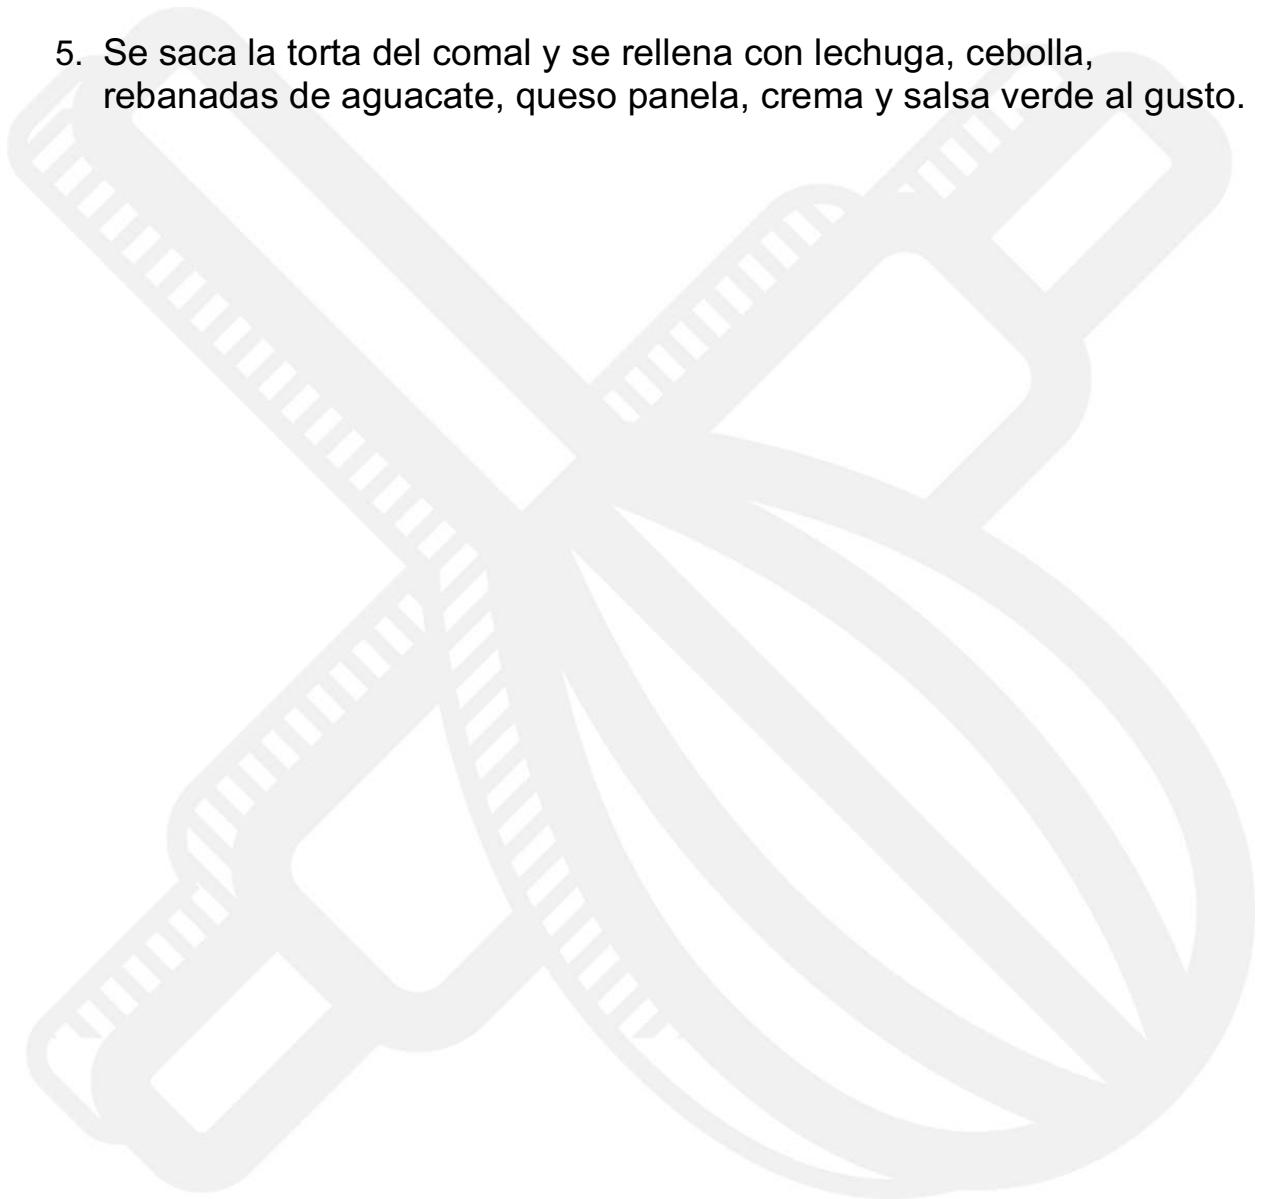 5. Se saca la torta del comal y se rellena con lechuga, cebolla,
rebanadas de aguacate, queso panela, crema y salsa verde al gusto.